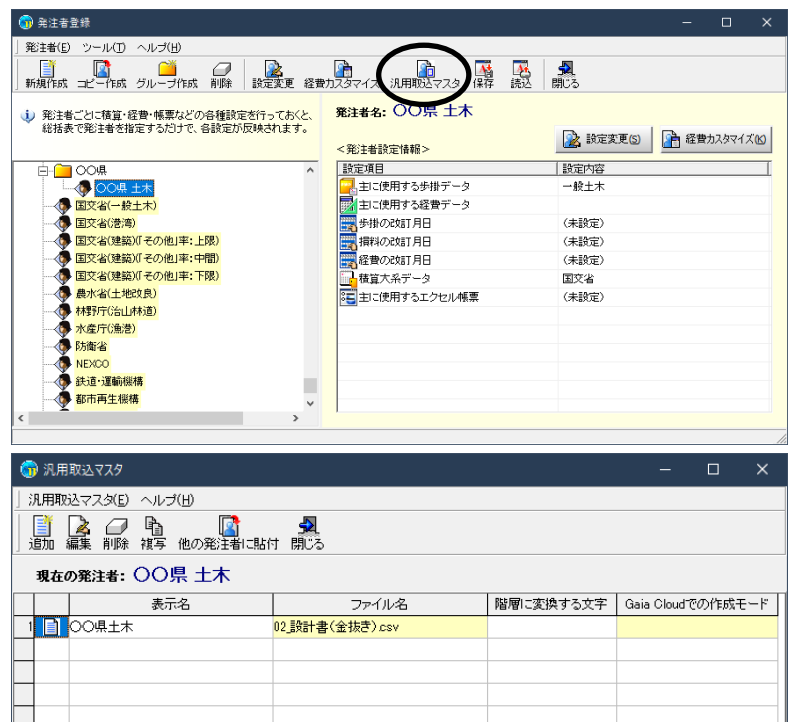 発注者登録
発注者(E) ツール(T) ヘルプ(H)
新規作成 コピー作成 グループ作成 削除 設定変更 経費カスタマイズ 汎用取込マスタ 保存 読込 閉じる
発注者ごとに積算・経費・帳票などの各種設定を行っておくと、
総括表で発注者を指定するだけで、各設定が反映されます。
発注者名: 〇〇県 土木
<発注者設定情報>
設定変更(S) 経費カスタマイズ(K)
〇〇県
〇〇県 土木
国交省(一般土木)
国交省(港湾)
国交省(建築)(「その他」率:上限)
国交省(建築)(「その他」率:中間)
国交省(建築)(「その他」率:下限)
農水省(土地改良)
林野庁(治山林道)
水産庁(漁港)
防衛省
NEXCO
鉄道・運輸機構
都市再生機構
設定項目 設定内容
主に使用する歩掛データ 一般土木
主に使用する経費データ
歩掛の改訂月日 (未設定)
損料の改訂月日 (未設定)
経費の改訂月日 (未設定)
積算大系データ 国交省
主に使用するエクセル帳票 (未設定)
汎用取込マスタ
汎用取込マスタ(E) ヘルプ(H)
追加 編集 削除 複写 他の発注者に貼付 閉じる
現在の発注者: 〇〇県 土木
表示名 ファイル名 階層に変換する文字 Gaia Cloudでの作成モード
1 〇〇県土木 02_設計書(金抜き).csv